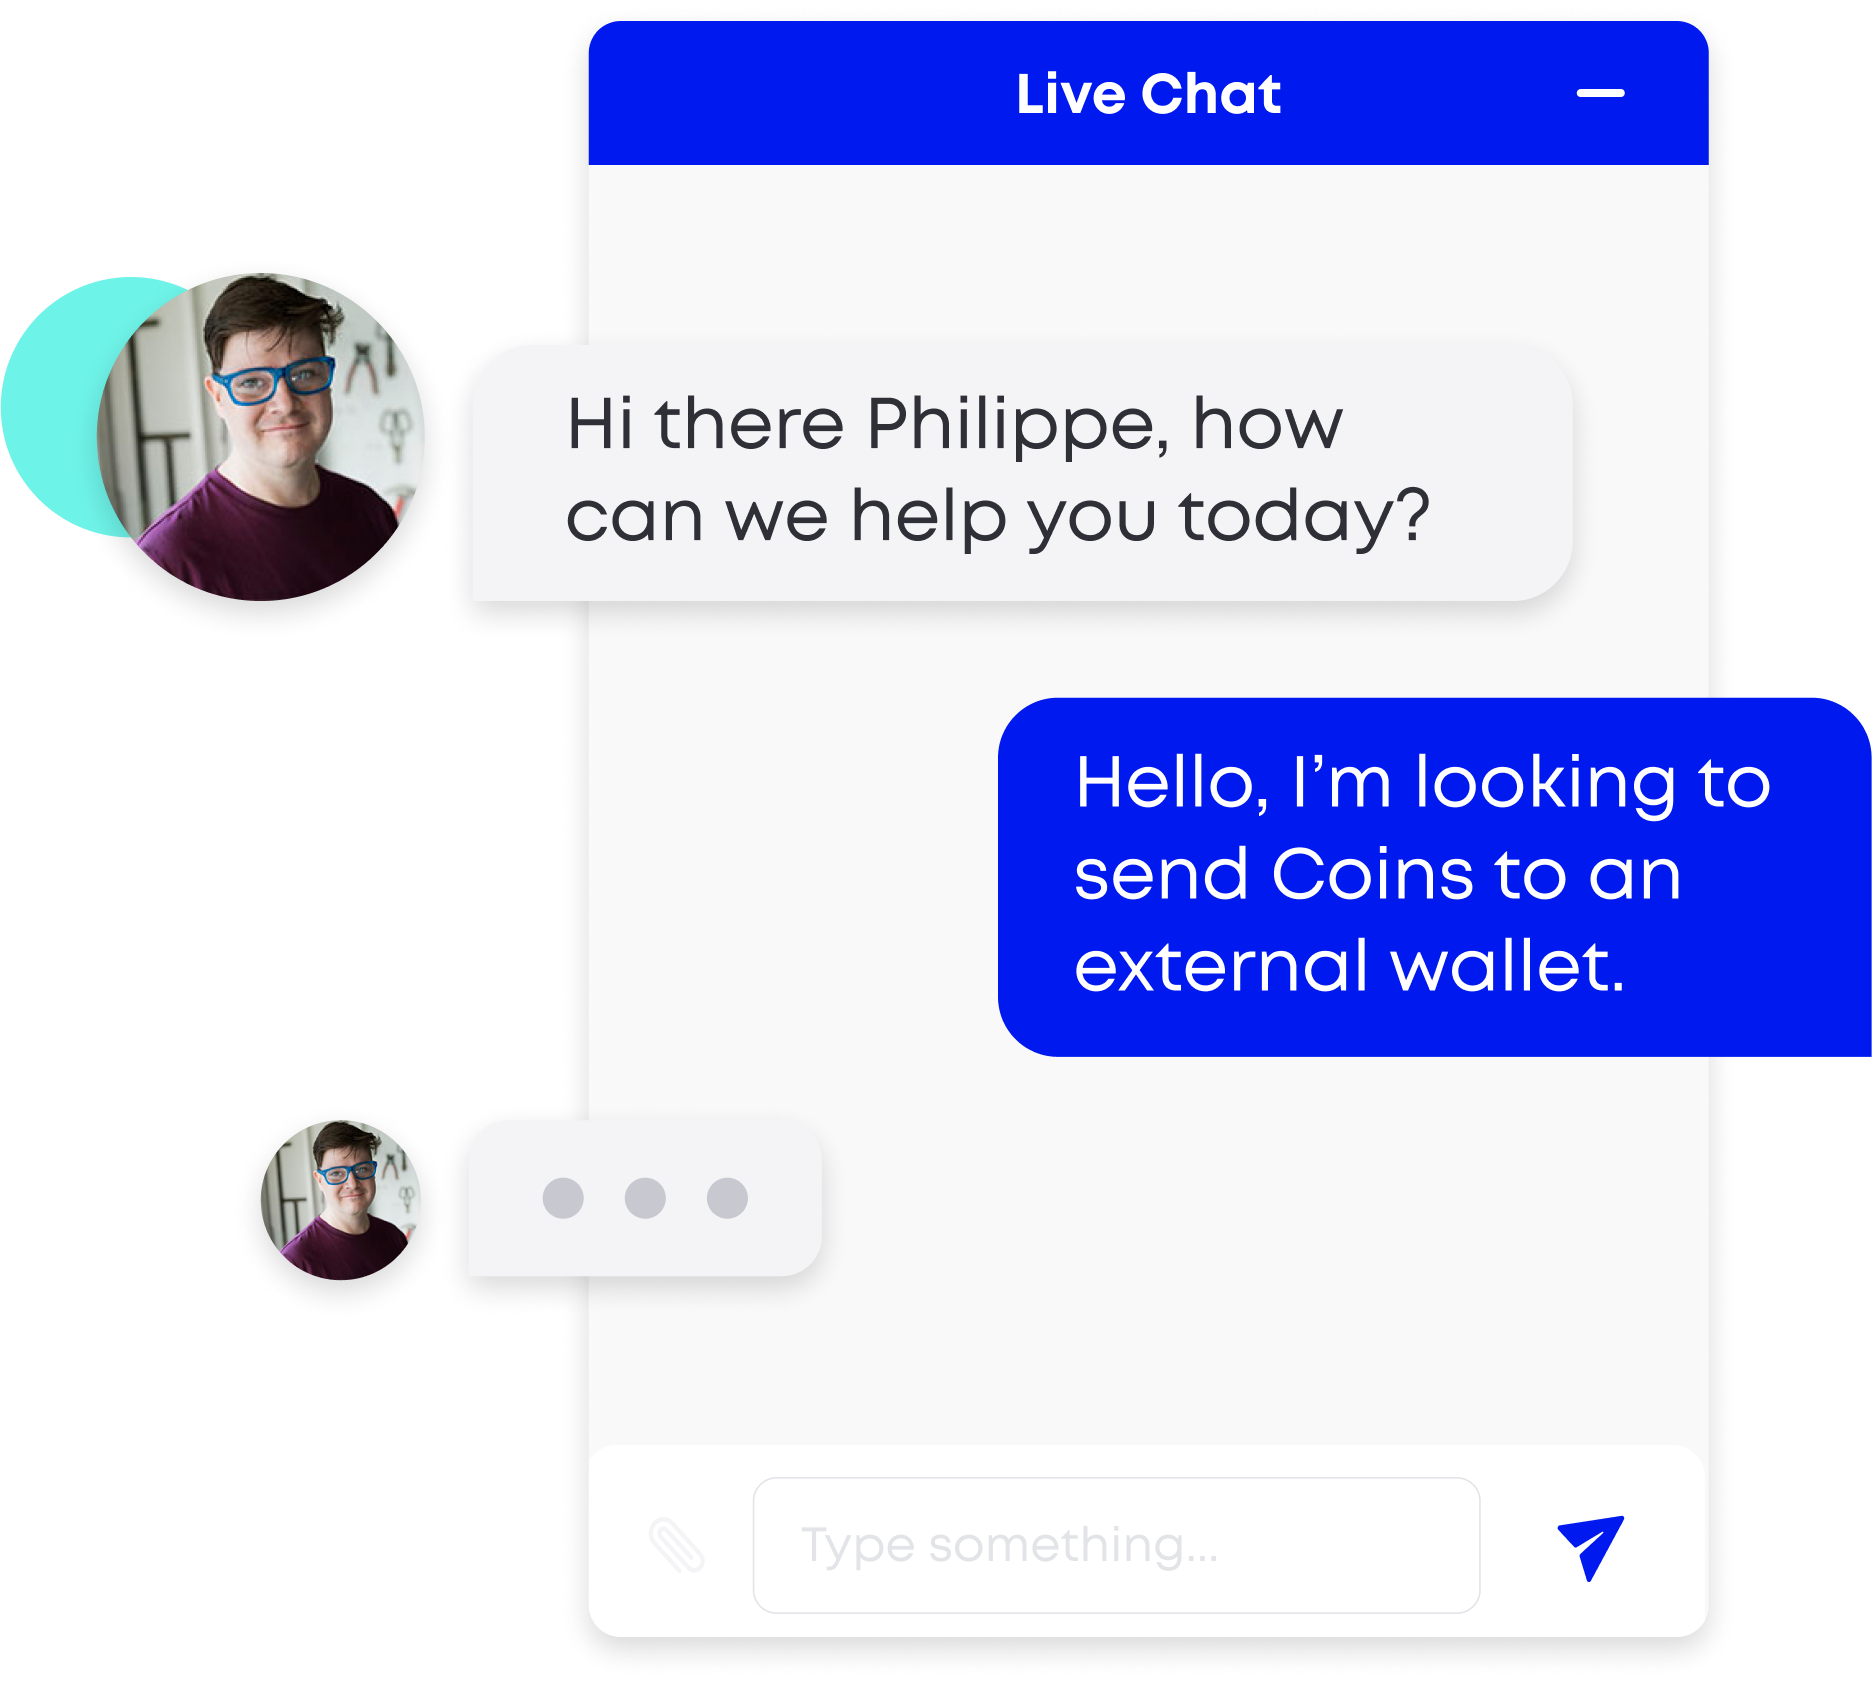 Live Chat
Hi there Philippe, how
can we help you today?
Hello, I’m looking to
send Coins to an
external wallet.
Type something...